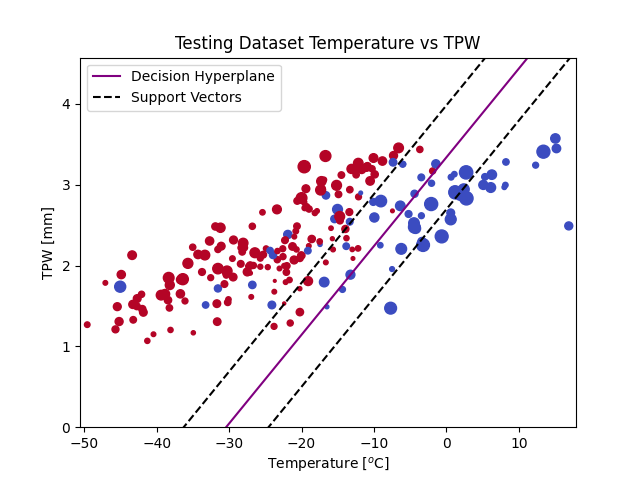 Testing Dataset Temperature vs TPW
Decision Hyperplane
Support Vectors
TPW [mm]
4
3
2
1
0
−50 −40 −30 −20 −10 0 10
Temperature [°C]